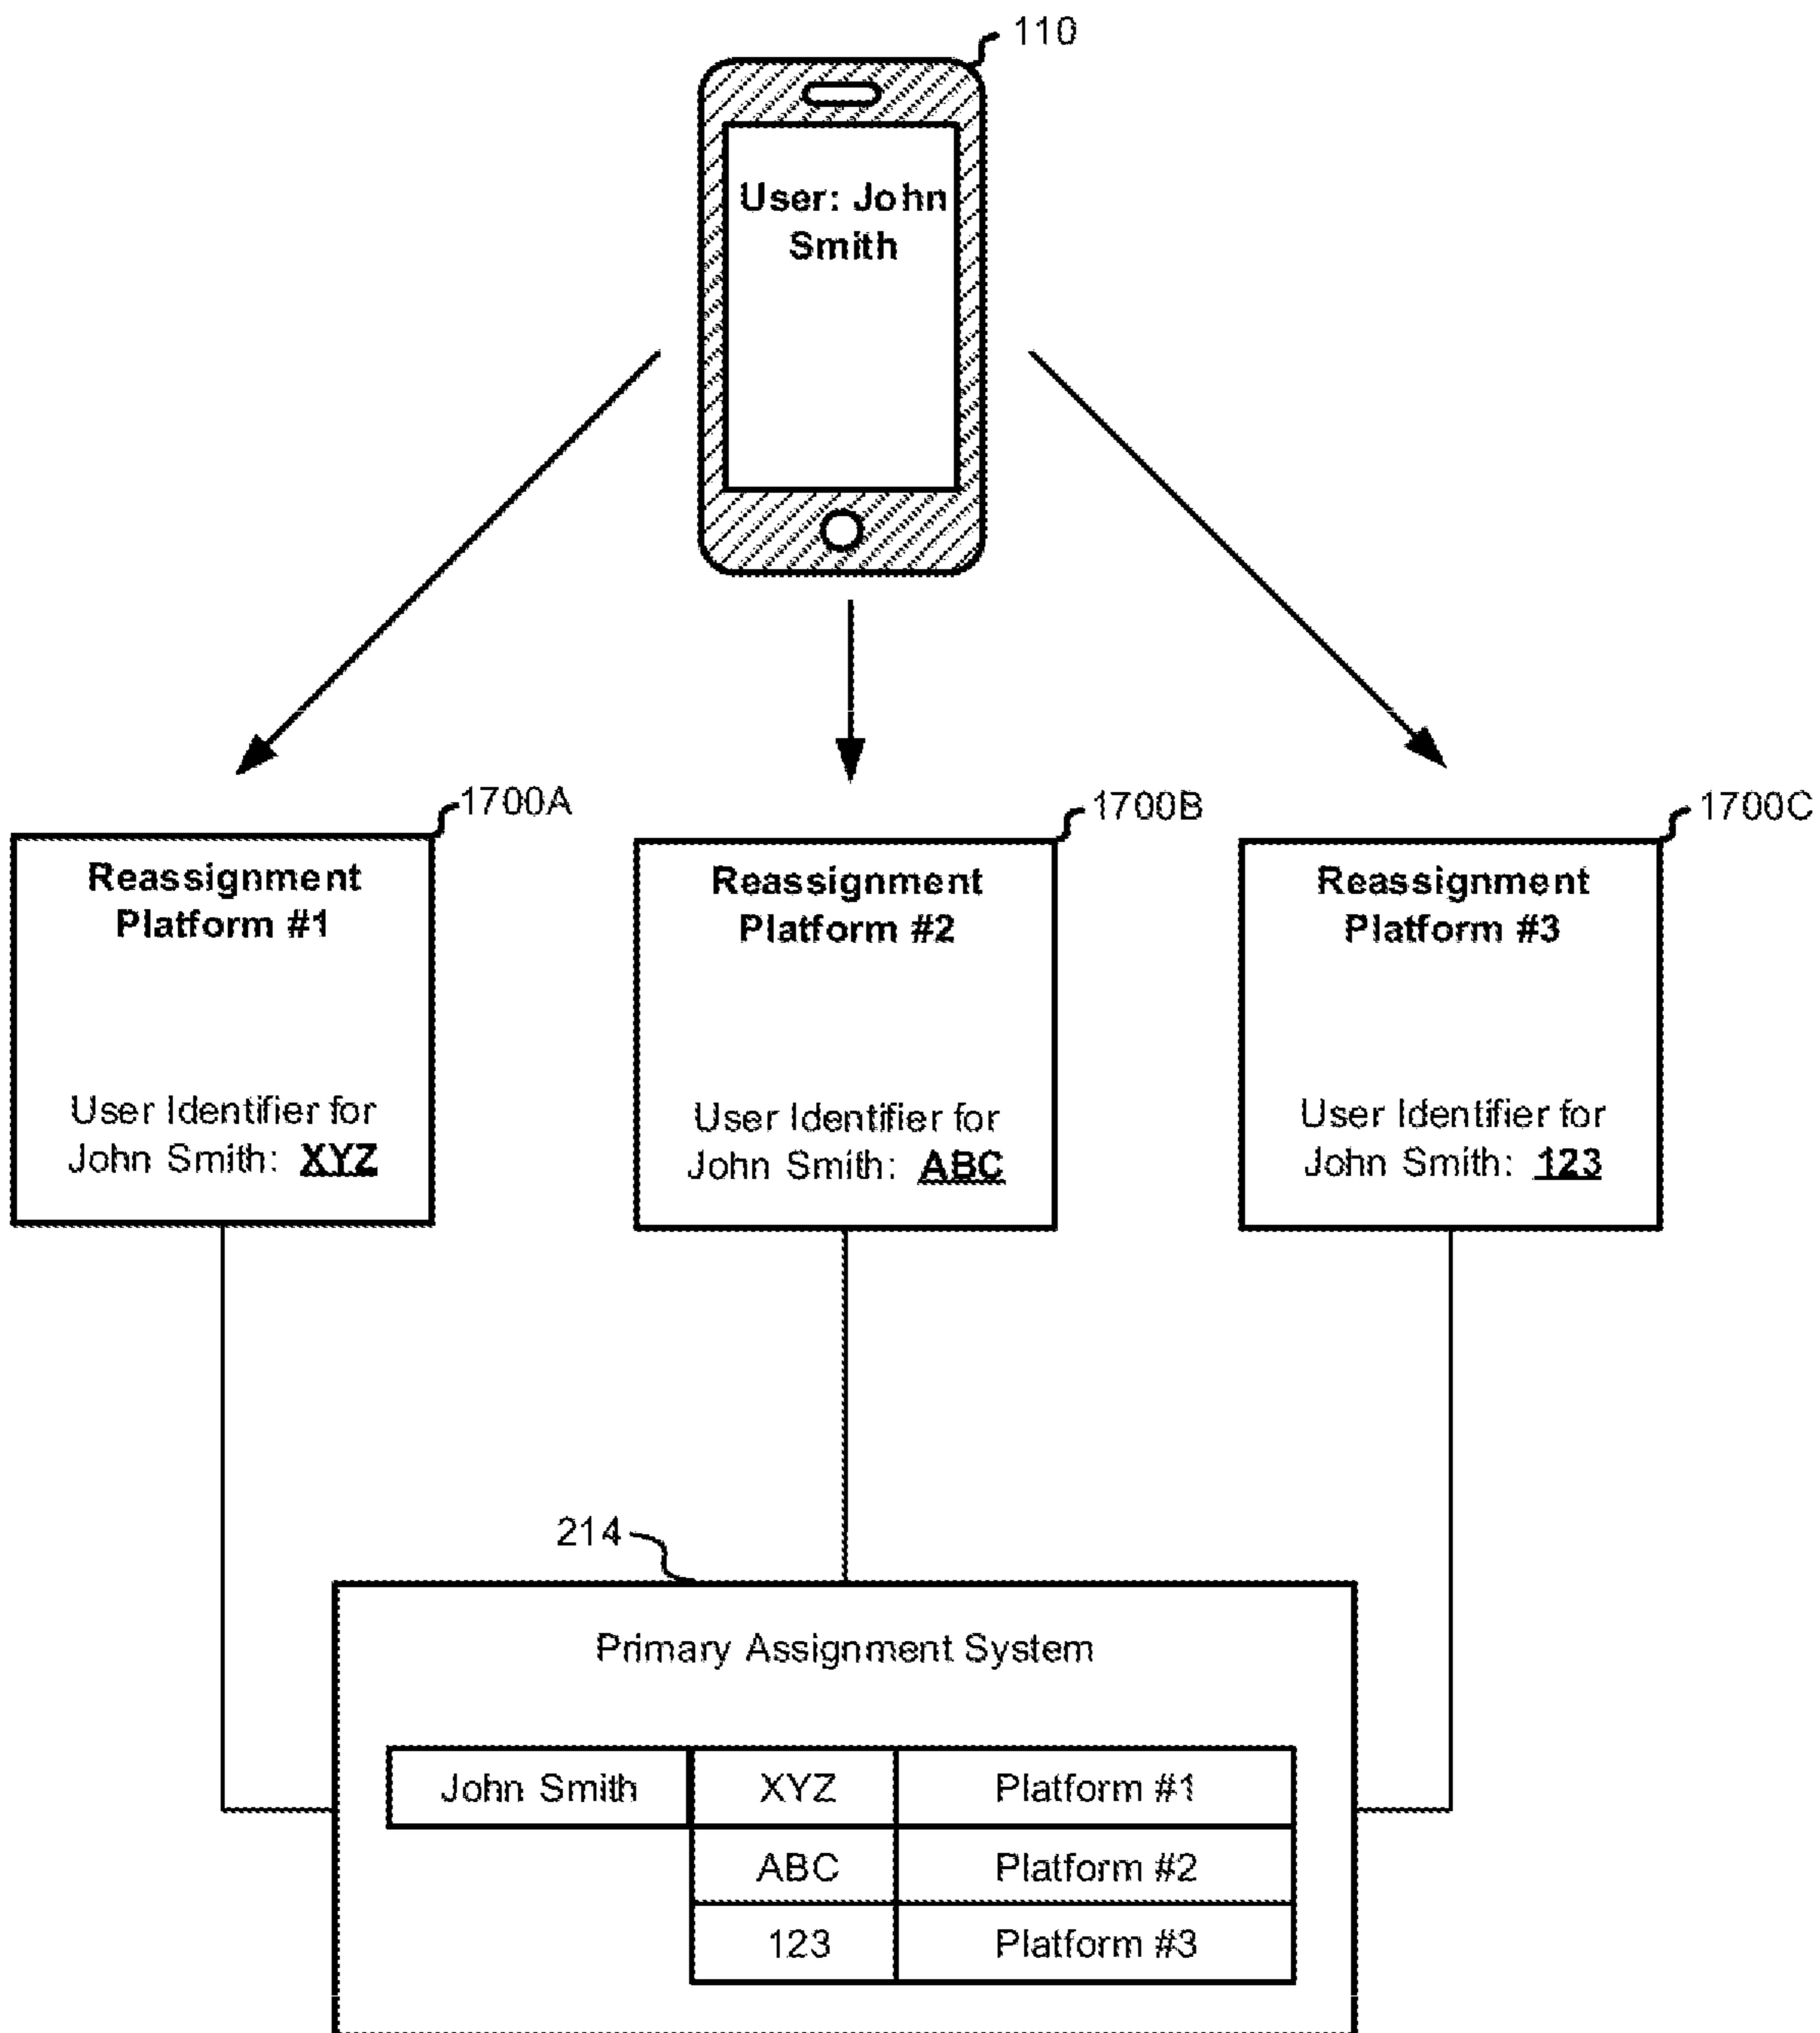 110
User: John
Smith
1700A
1700B
1700C
Reassignment
Platform #1
User Identifier for
John Smith: XYZ
Reassignment
Platform #2
User Identifier for
John Smith: ABC
Reassignment
Platform #3
User Identifier for
John Smith: 123
214
Primary Assignment System
John Smith XYZ Platform #1
ABC Platform #2
123 Platform #3